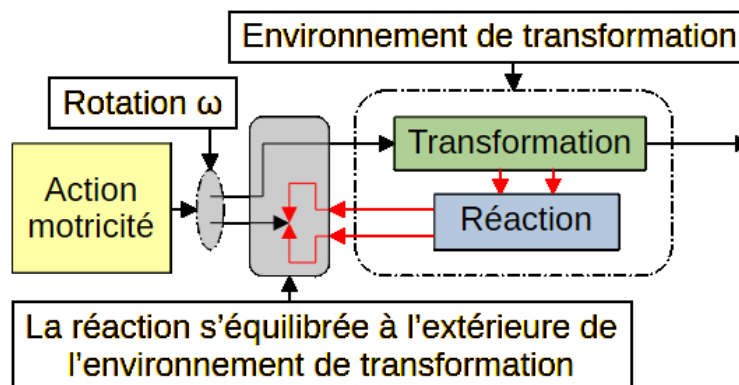 Environnement de transformation
Rotation ω
Transformation
Action
motricité
Réaction
La réaction s’équilibrée à l’extérieure de
l’environnement de transformation